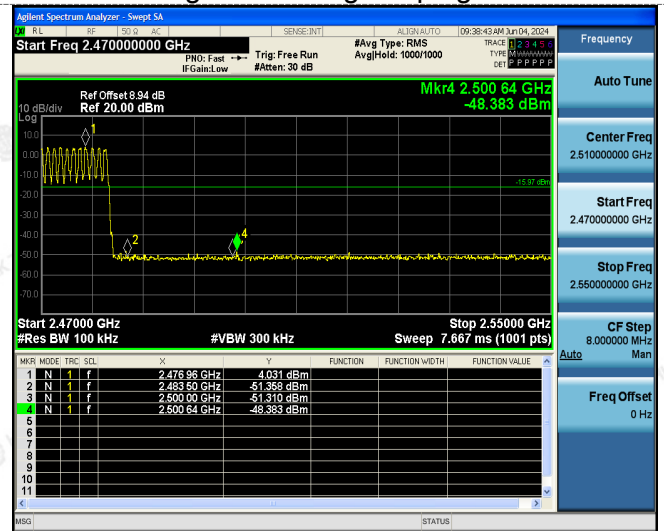 Agilent Spectrum Analyzer - Swept SA
RL RF 50 Ω AC SENSE:INT ALIGN AUTO 09:38:43 AM Jun 04, 2024
Start Freq 2.470000000 GHz #Avg Type: RMS TRACE 1 2 3 4 5 6 Frequency
PNO: Fast Trig: Free Run Avg|Hold: 1000/1000 TYPE
IFGain:Low #Atten: 30 dB DET P P P P P P
Auto Tune
Mkr4 2.500 64 GHz
Ref Offset 8.94 dB
10 dB/div Ref 20.00 dBm -48.383 dBm
Log
10.0
0.00
-10.0
-20.0
-30.0
-40.0
-50.0
-60.0
-70.0
1
-15.97 dBm
2
4
Center Freq
2.510000000 GHz
Start Freq
2.470000000 GHz
Stop Freq
2.550000000 GHz
Start 2.47000 GHz Stop 2.55000 GHz
#Res BW 100 kHz #VBW 300 kHz Sweep 7.667 ms (1001 pts)
CF Step
8.000000 MHz
Auto Man
MKR MODE TRC SCL X Y FUNCTION FUNCTION WIDTH FUNCTION VALUE
1 N 1 f 2.476 96 GHz 4.031 dBm
2 N 1 f 2.483 50 GHz -51.358 dBm
3 N 1 f 2.500 00 GHz -51.310 dBm
4 N 1 f 2.500 64 GHz -48.383 dBm
5
6
7
8
9
10
11
Freq Offset
0 Hz
MSG STATUS